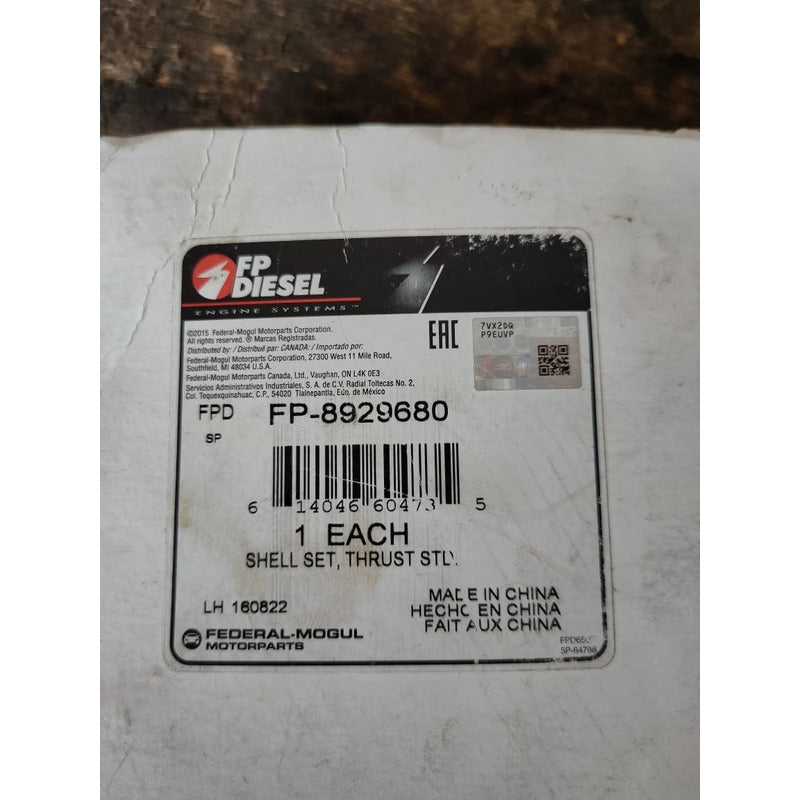 FP
DIESEL
ENGINE SYSTEMS™
©2015 Federal-Mogul Motorparts Corporation.
All rights reserved. ® Marcas Registradas.
Distributed by: / Distribué par: CANADA: / Importado por:
Federal-Mogul Motorparts Corporation, 27300 West 11 Mile Road,
Southfield, MI 48034 U.S.A.
Federal-Mogul Motorparts Canada, Ltd., Vaughan, ON L4K 0E3
Servicios Administrativos Industriales, S. A. de C.V. Radial Toltecas No. 2,
Col. Tequexquinahuac, C.P., 54020 Tlalnepantla, Edo. de México
EAC
7VX2DQ
P9EUVP
FPD FP-8929680
SP
6 14046 60473 5
1 EACH
SHELL SET, THRUST STD.
LH 160822
MADE IN CHINA
HECHO EN CHINA
FAIT AUX CHINA
FEDERAL-MOGUL
MOTORPARTS